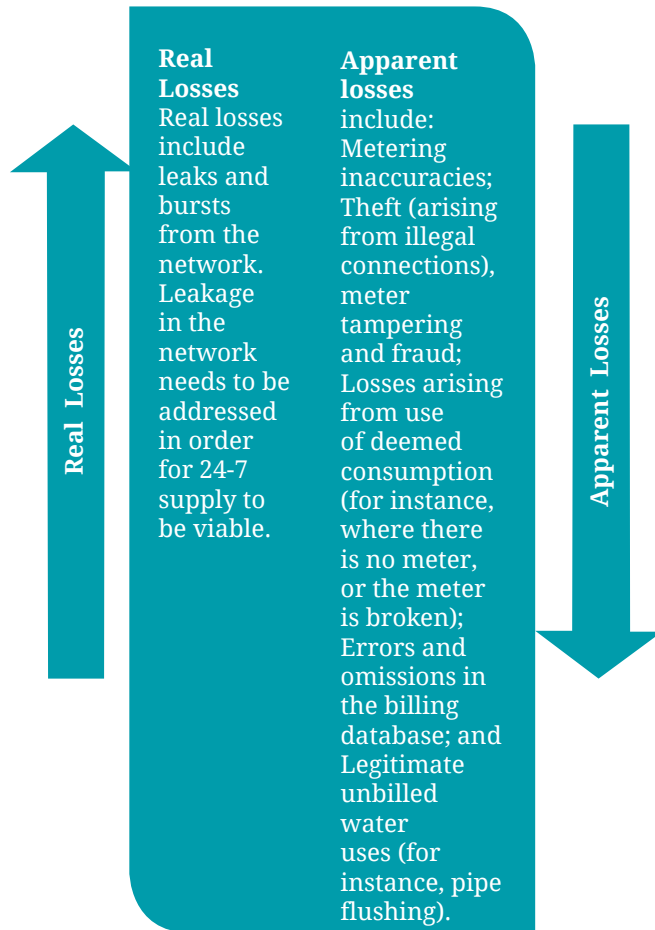 Real Losses
Real
Losses
Real losses
include
leaks and
bursts
from the
network.
Leakage
in the
network
needs to be
addressed
in order
for 24-7
supply to
be viable.
Apparent
losses
include:
Metering
inaccuracies;
Theft (arising
from illegal
connections),
meter
tampering
and fraud;
Losses arising
from use
of deemed
consumption
(for instance,
where there
is no meter,
or the meter
is broken);
Errors and
omissions in
the billing
database; and
Legitimate
unbilled
water
uses (for
instance, pipe
flushing).
Apparent Losses